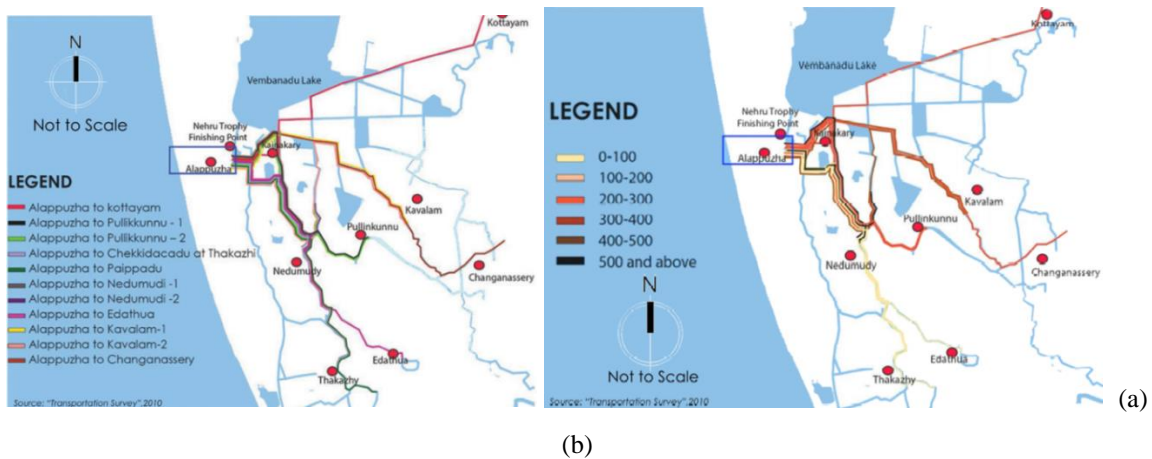 Kottayam
N
Not to Scale
Vembanadu Lake
Nehru Trophy
Finishing Point
Kainakary
Alappuzha
LEGEND
Alappuzha to kottayam
Alappuzha to Pullikkunnu - 1
Alappuzha to Pullikkunnu – 2
Alappuzha to Chekkidacadu at Thakazhi
Alappuzha to Paippadu
Alappuzha to Nedumudi -1
Alappuzha to Nedumudi -2
Alappuzha to Edathua
Alappuzha to Kavalam-1
Alappuzha to Kavalam-2
Alappuzha to Changanassery
Kavalam
Pullinkunnu
Nedumudy
Changanassery
Edathua
Thakazhy
Source: "Transportation Survey",2010
Kottayam
Vembanadu Lake
LEGEND
Nehru Trophy
Finishing Point
Kainakary
Alappuzha
0-100
100-200
200-300
300-400
400-500
500 and above
Kavalam
Pullinkunnu
Nedumudy
Changanassery
N
Not to Scale
Edathua
Thakazhy
Source: "Transportation Survey",2010
(a)
(b)